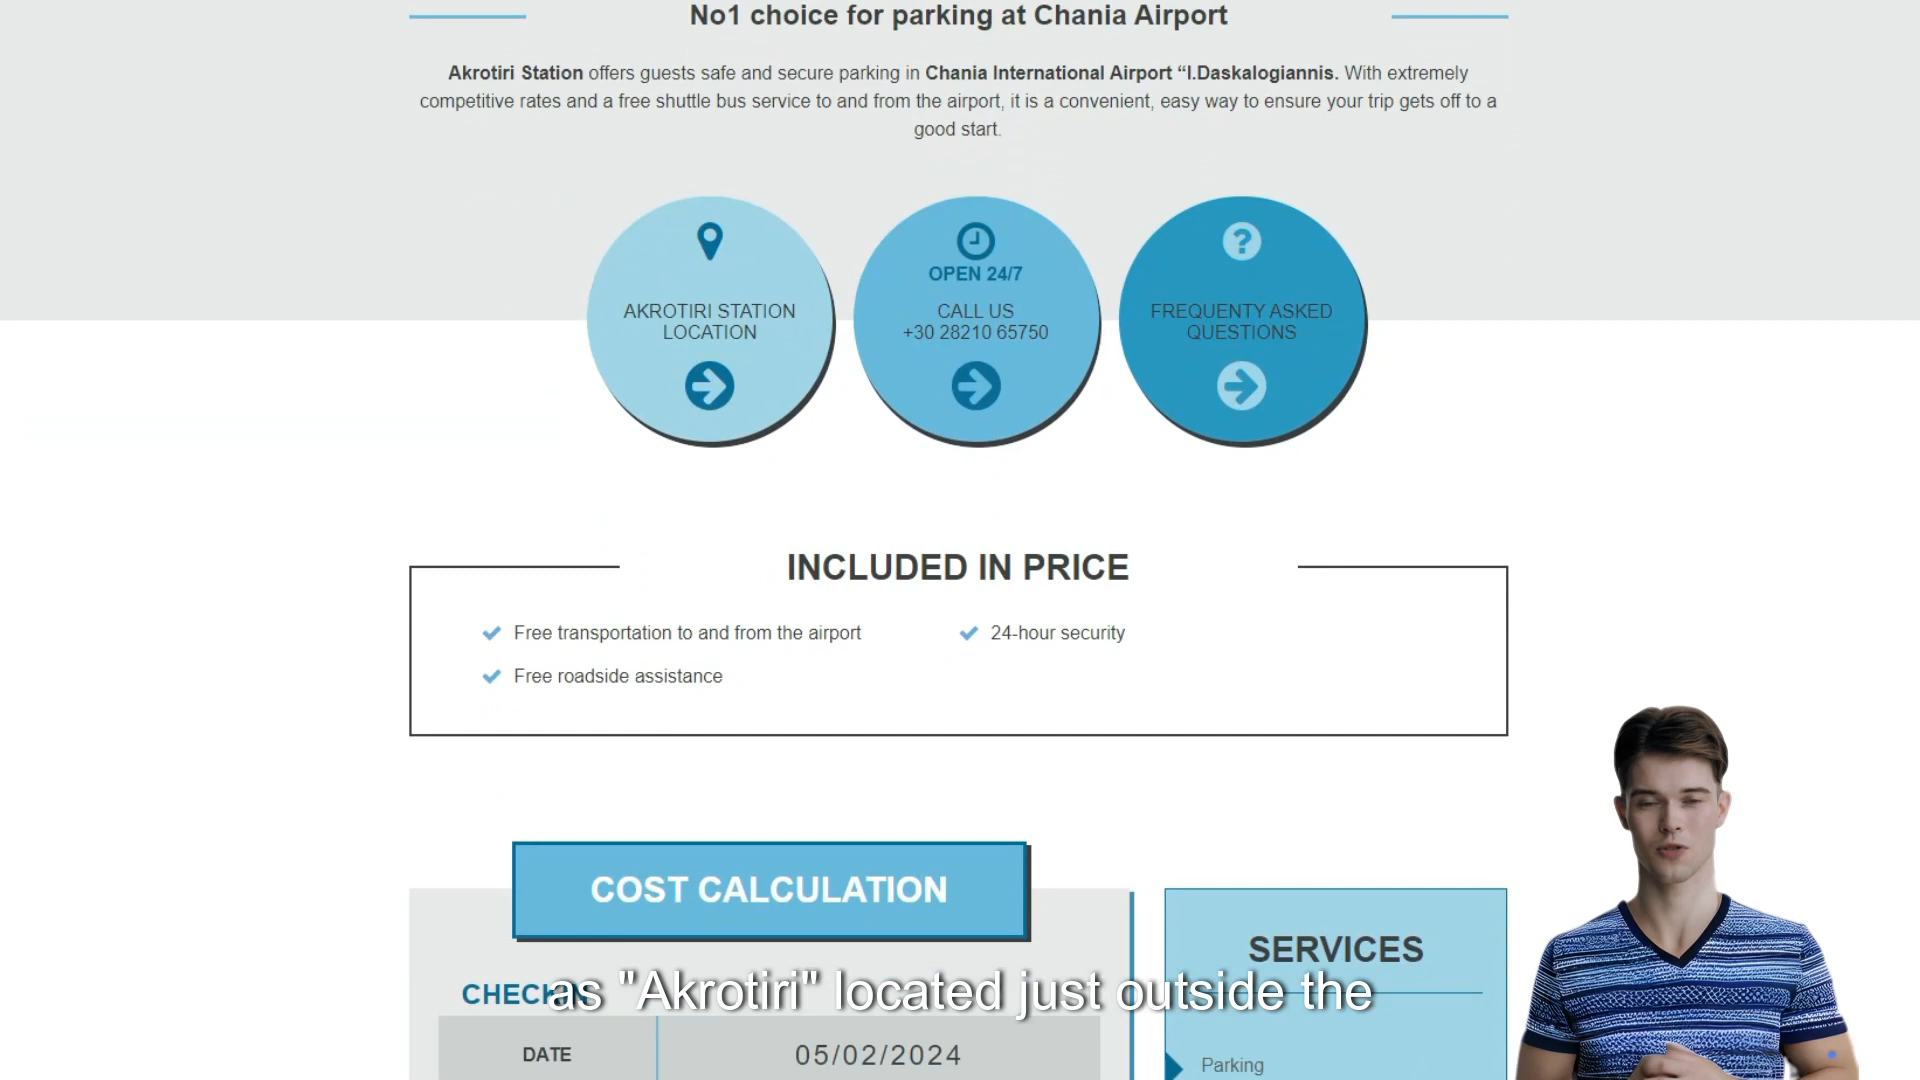 No1 choice for parking at Chania Airport
Akrotiri Station offers guests safe and secure parking in Chania International Airport “I.Daskalogiannis. With extremely
competitive rates and a free shuttle bus service to and from the airport, it is a convenient, easy way to ensure your trip gets off to a
good start.
AKROTIRI STATION
LOCATION
OPEN 24/7
CALL US
+30 28210 65750
FREQUENTY ASKED
QUESTIONS
INCLUDED IN PRICE
Free transportation to and from the airport
24-hour security
Free roadside assistance
COST CALCULATION
SERVICES
CHECKIN
as "Akrotiri" located just outside the
DATE
05/02/2024
Parking